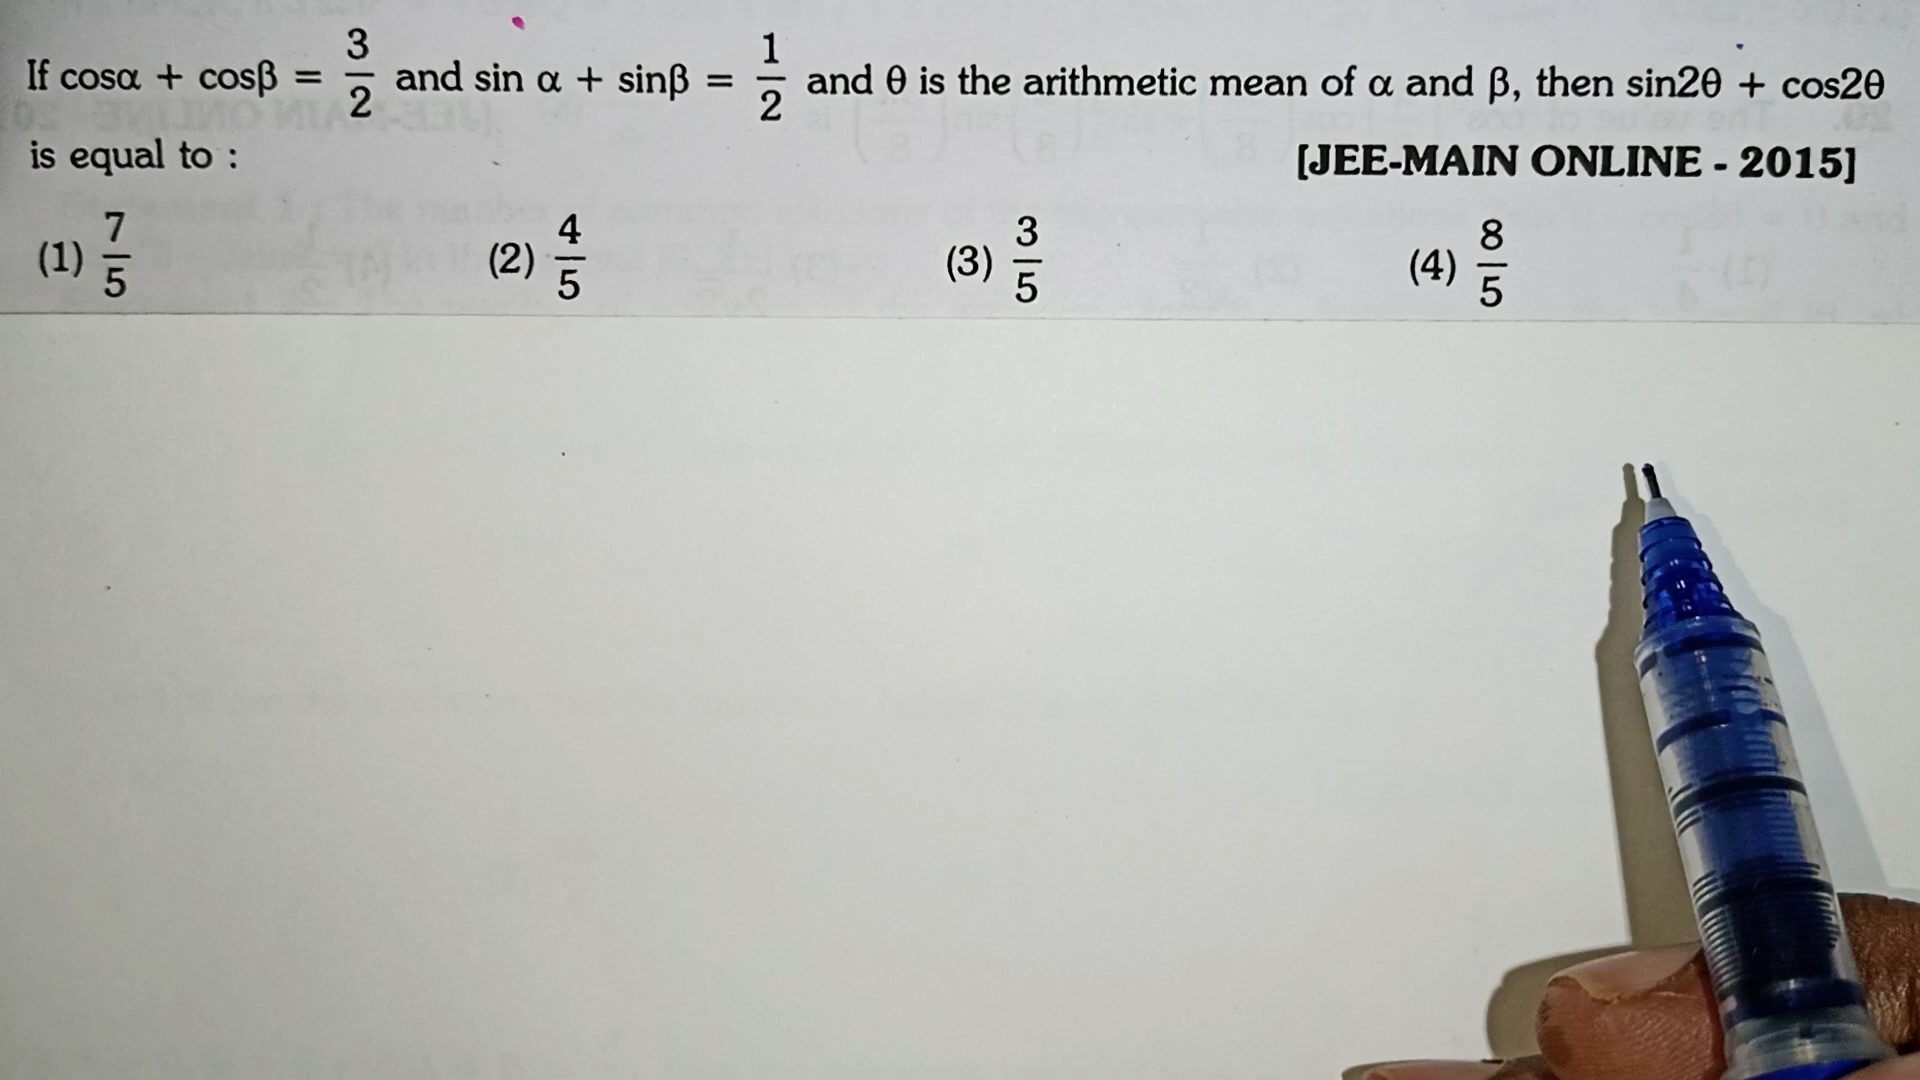 If cosα + cosβ = 3/2 and sin α + sinβ = 1/2 and θ is the arithmetic mean of α and β, then sin2θ + cos2θ
is equal to : [JEE-MAIN ONLINE - 2015]
(1) 7/5 (2) 4/5 (3) 3/5 (4) 8/5